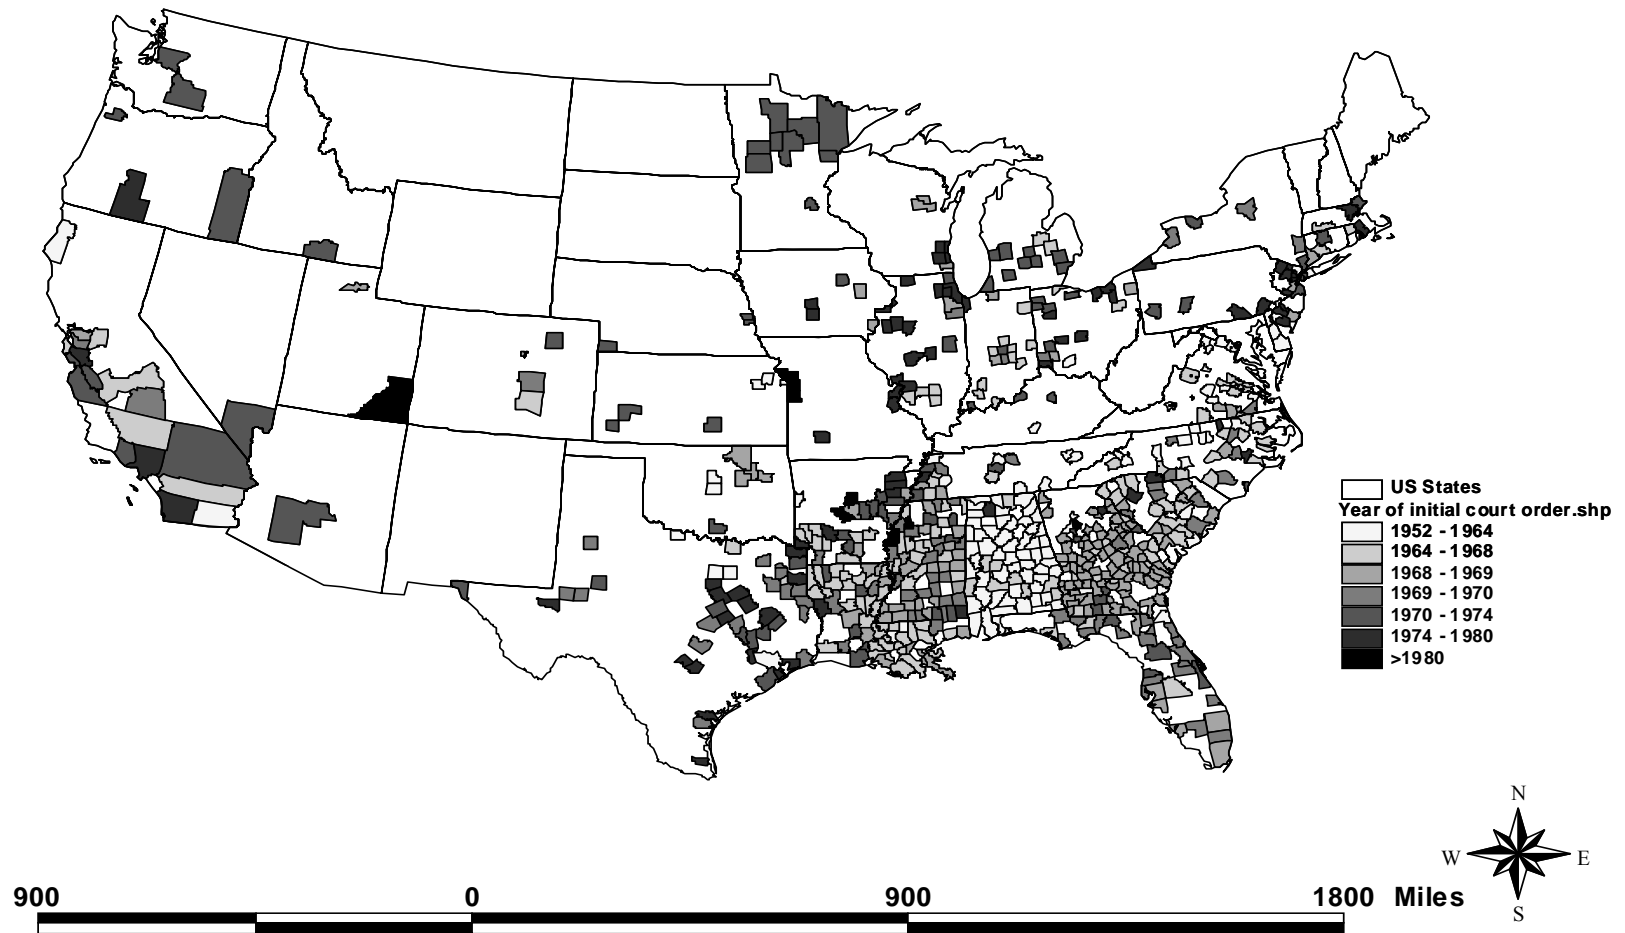 US States
Year of initial court order.shp
1952 - 1964
1964 - 1968
1968 - 1969
1969 - 1970
1970 - 1974
1974 - 1980
>1980
N
W E
S
900 0 900 1800 Miles